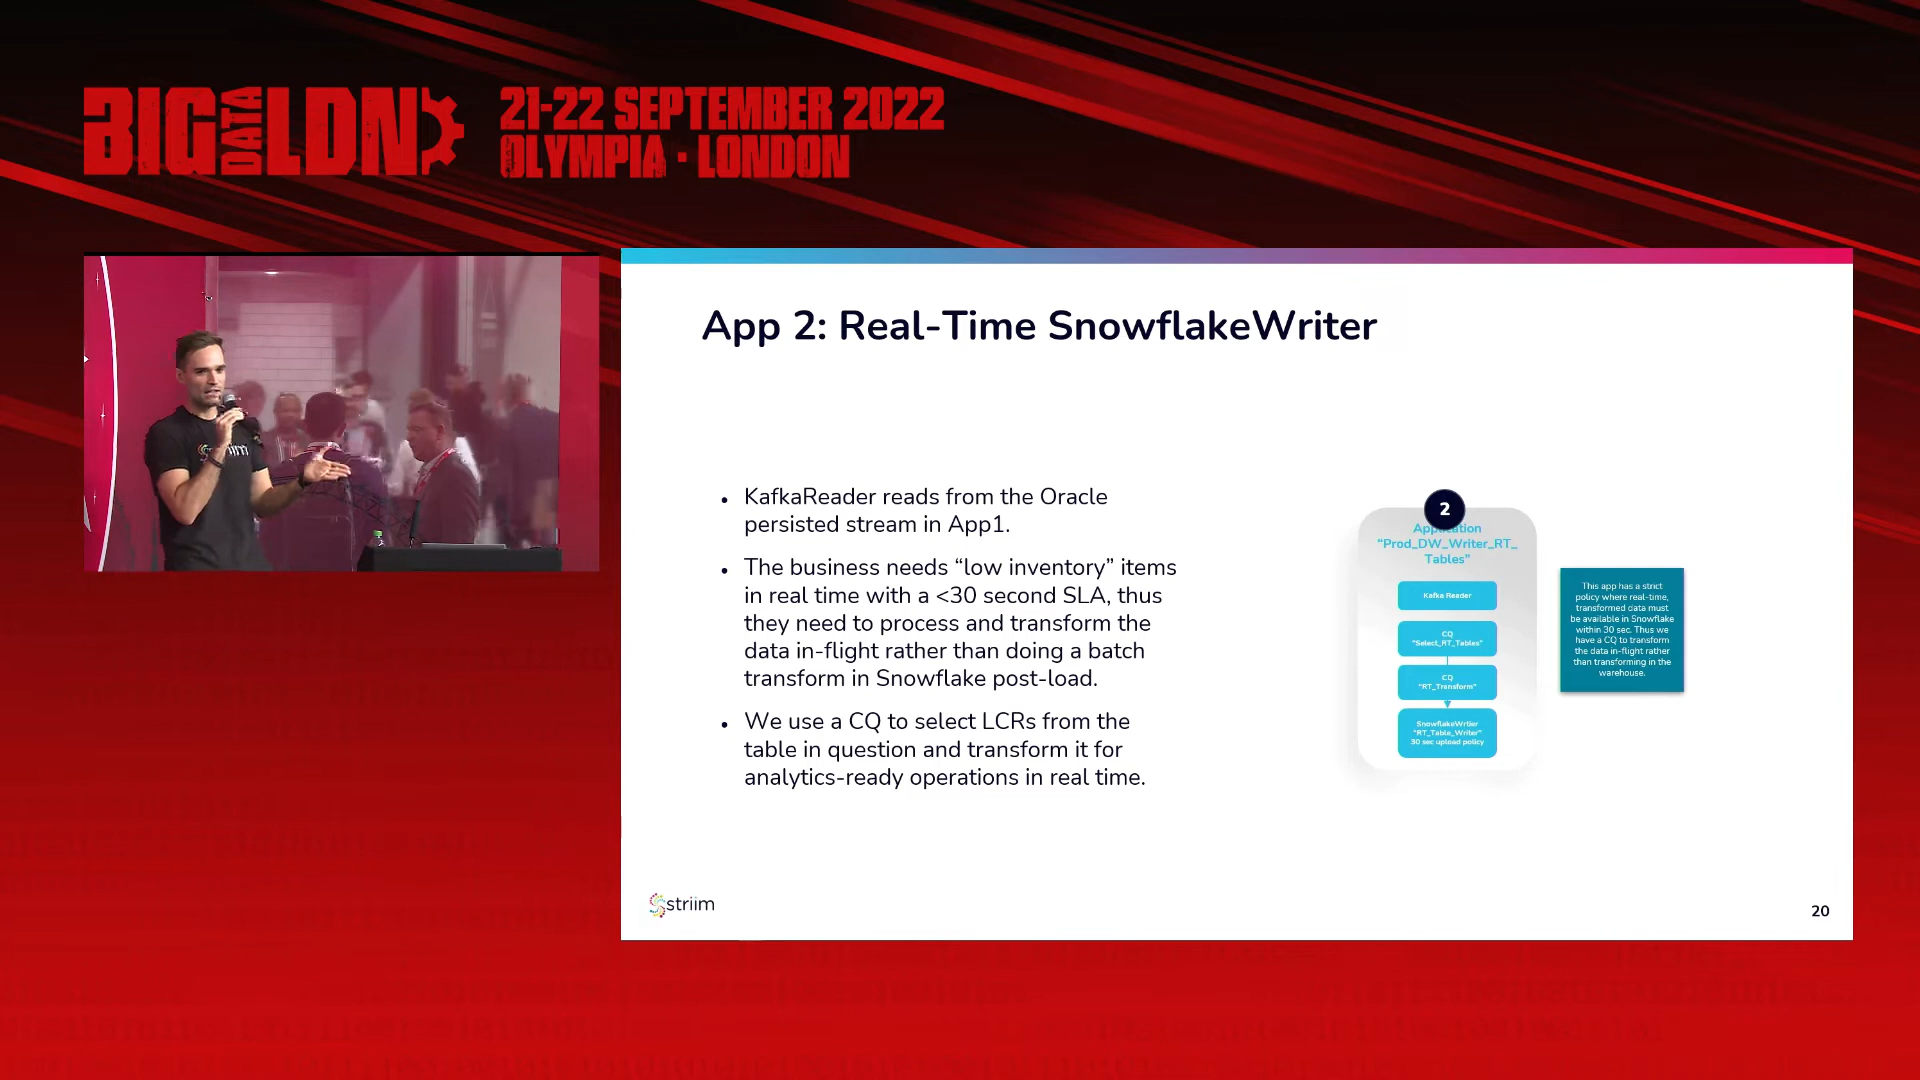 BIG DATA LDN
21-22 SEPTEMBER 2022
OLYMPIA · LONDON
App 2: Real-Time SnowflakeWriter
• KafkaReader reads from the Oracle
persisted stream in App1.
• The business needs “low inventory” items
in real time with a <30 second SLA, thus
they need to process and transform the
data in-flight rather than doing a batch
transform in Snowflake post-load.
• We use a CQ to select LCRs from the
table in question and transform it for
analytics-ready operations in real time.
2
Application
“Prod_DW_Writer_RT_
Tables”
Kafka Reader
CQ
“Select_RT_Tables”
CQ
“RT_Transform”
SnowflakeWrtier
“RT_Table_Writer”
30 sec upload policy
This app has a strict
policy where real-time,
transformed data must
be available in Snowflake
within 30 sec. Thus we
have a CQ to transform
the data in-flight rather
than transforming in the
warehouse.
striim
20